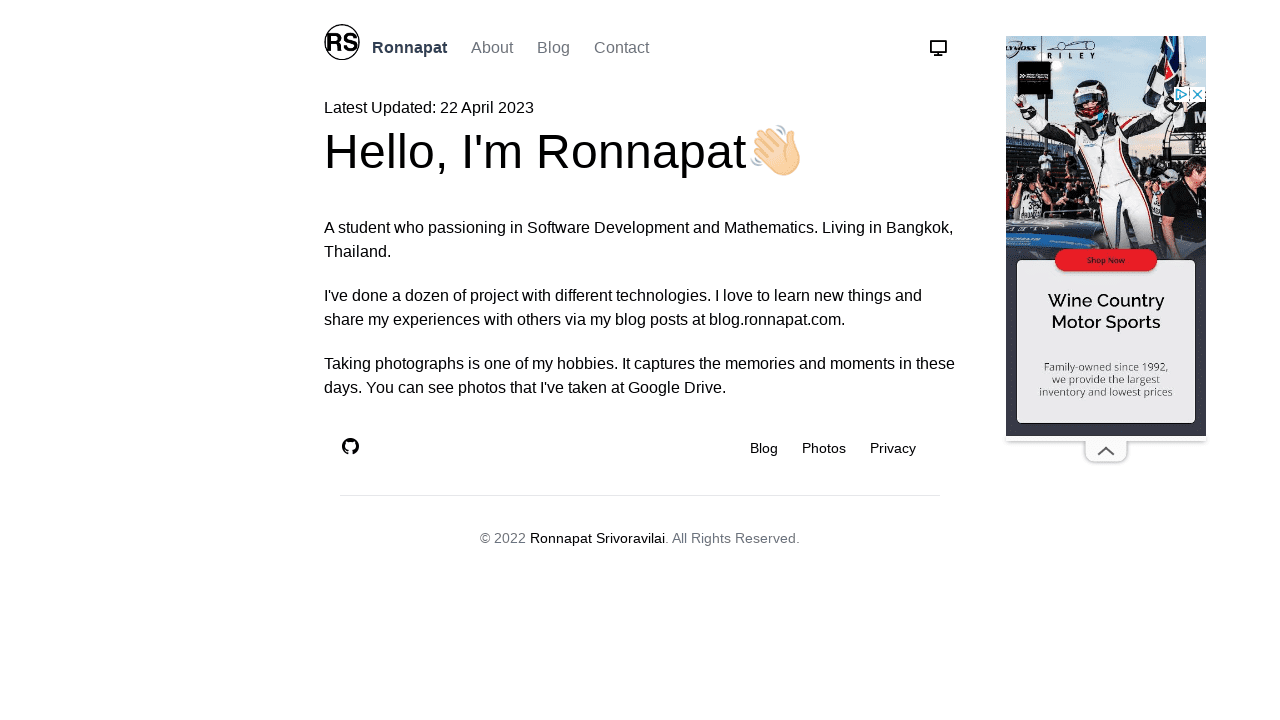 RS
Ronnapat
About
Blog
Contact
Latest Updated: 22 April 2023
Hello, I'm Ronnapat👋🏻
A student who passioning in Software Development and Mathematics. Living in Bangkok,
Thailand.
I've done a dozen of project with different technologies. I love to learn new things and
share my experiences with others via my blog posts at blog.ronnapat.com.
Taking photographs is one of my hobbies. It captures the memories and moments in these
days. You can see photos that I've taken at Google Drive.
Blog
Photos
Privacy
© 2022 Ronnapat Srivoravilai. All Rights Reserved.
RILEY
Shop Now
Wine Country
Motor Sports
Family-owned since 1992,
we provide the largest
inventory and lowest prices